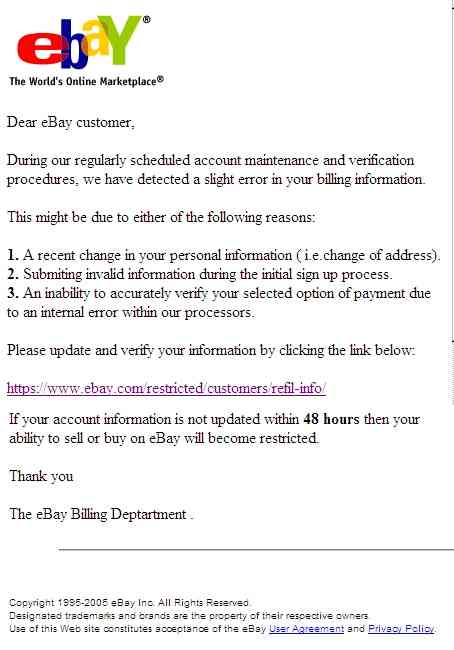 ebaY®
The World's Online Marketplace®
Dear eBay customer,
During our regularly scheduled account maintenance and verification
procedures, we have detected a slight error in your billing information.
This might be due to either of the following reasons:
1. A recent change in your personal information ( i.e.change of address).
2. Submiting invalid information during the initial sign up process.
3. An inability to accurately verify your selected option of payment due
to an internal error within our processors.
Please update and verify your information by clicking the link below:
https://www.ebay.com/restricted/customers/refil-info/
If your account information is not updated within 48 hours then your
ability to sell or buy on eBay will become restricted.
Thank you
The eBay Billing Deptartment .
Copyright 1995-2005 eBay Inc. All Rights Reserved.
Designated trademarks and brands are the property of their respective owners.
Use of this Web site constitutes acceptance of the eBay User Agreement and Privacy Policy.